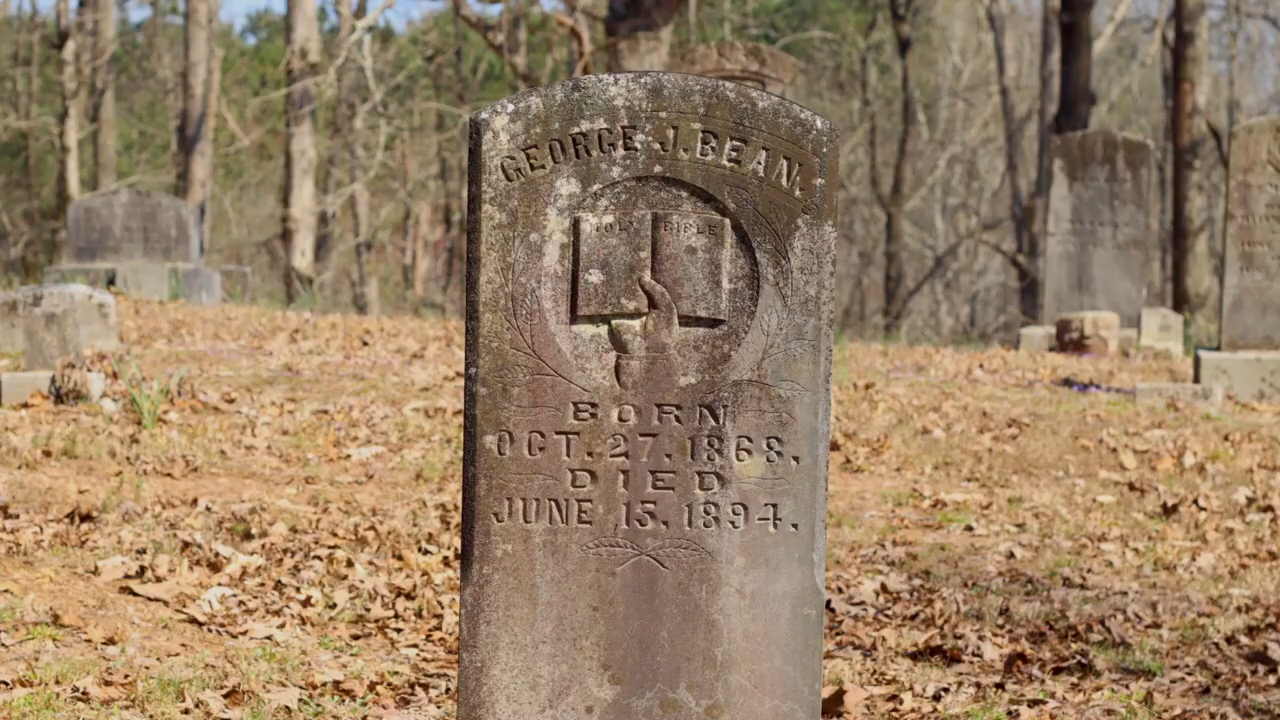 GEORGE J. BEAN.
HOLY BIBLE
BORN
OCT. 27, 1868.
DIED
JUNE 15, 1894.